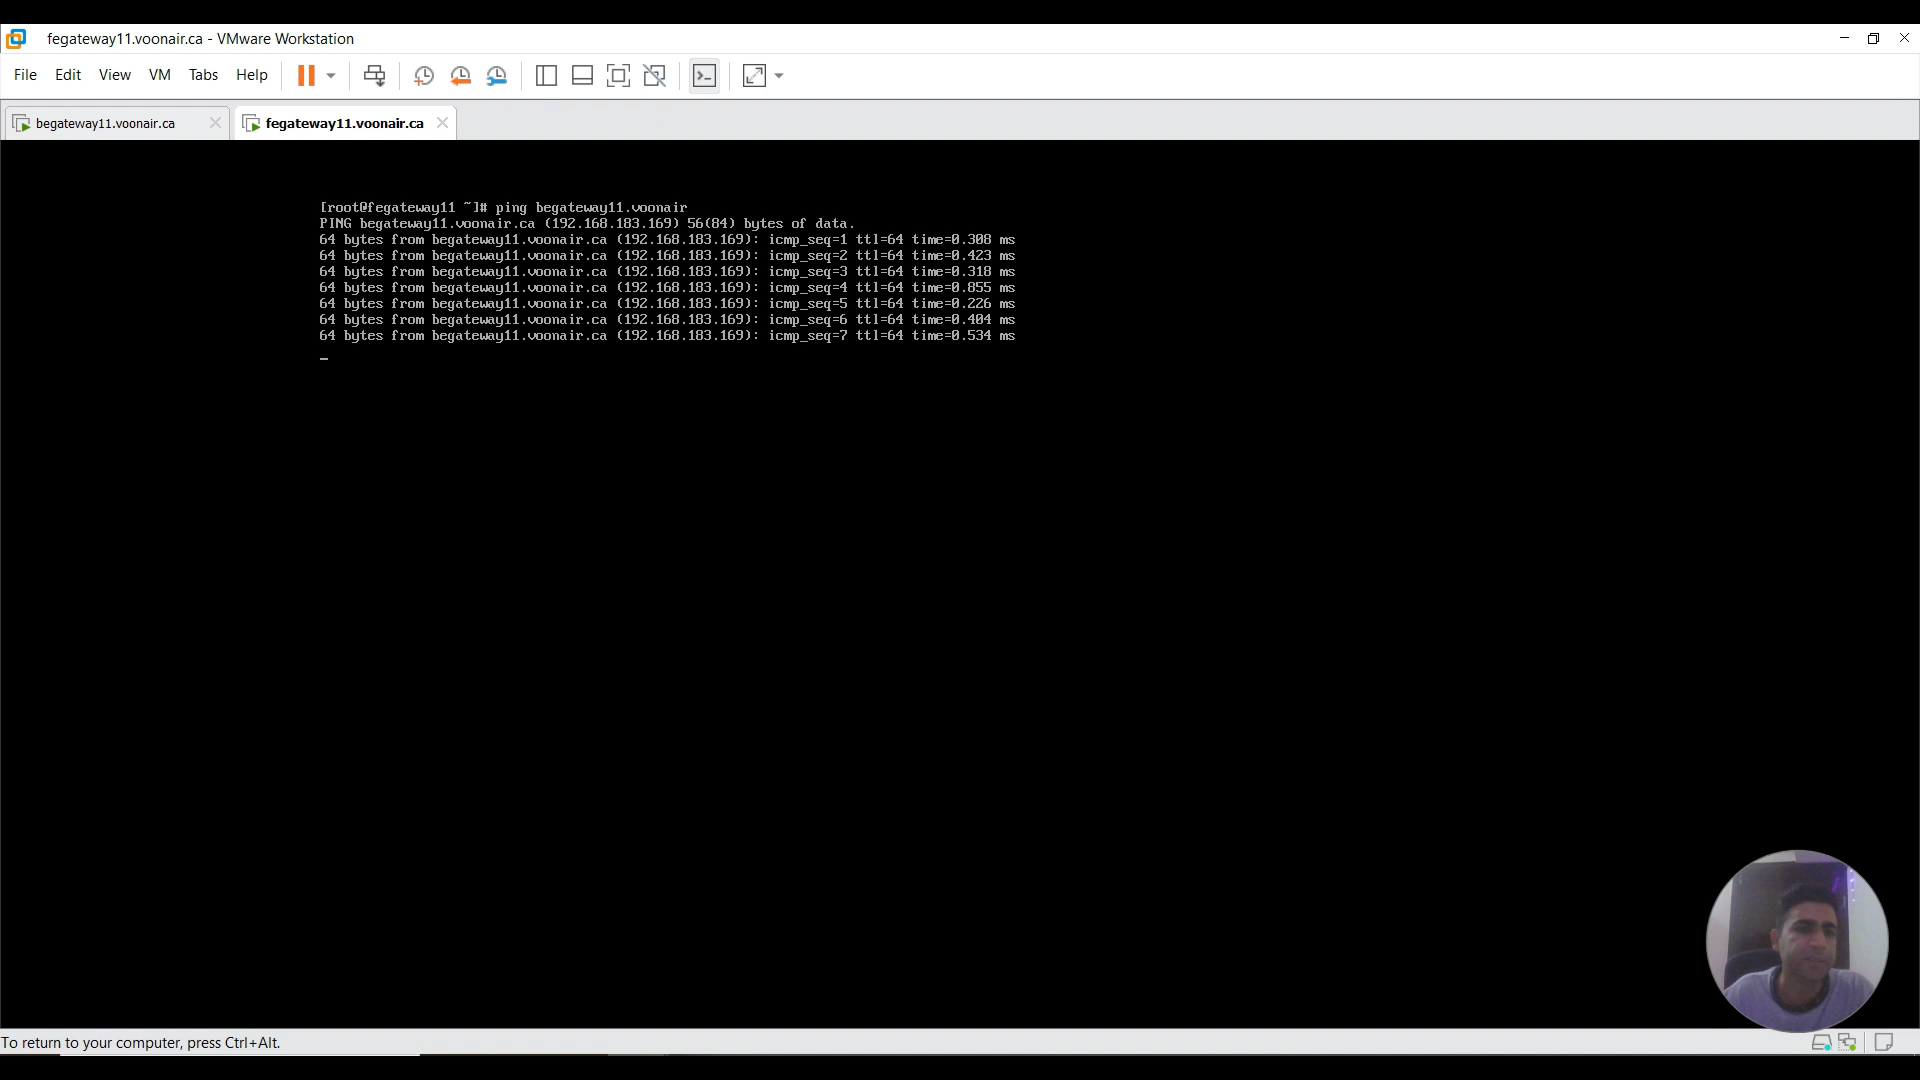 fegateway11.voonair.ca - VMware Workstation
File Edit View VM Tabs Help
begateway11.voonair.ca fegateway11.voonair.ca
[root@fegateway11 ~]# ping begateway11.voonair
PING begateway11.voonair.ca (192.168.183.169) 56(84) bytes of data.
64 bytes from begateway11.voonair.ca (192.168.183.169): icmp_seq=1 ttl=64 time=0.308 ms
64 bytes from begateway11.voonair.ca (192.168.183.169): icmp_seq=2 ttl=64 time=0.423 ms
64 bytes from begateway11.voonair.ca (192.168.183.169): icmp_seq=3 ttl=64 time=0.318 ms
64 bytes from begateway11.voonair.ca (192.168.183.169): icmp_seq=4 ttl=64 time=0.855 ms
64 bytes from begateway11.voonair.ca (192.168.183.169): icmp_seq=5 ttl=64 time=0.226 ms
64 bytes from begateway11.voonair.ca (192.168.183.169): icmp_seq=6 ttl=64 time=0.404 ms
64 bytes from begateway11.voonair.ca (192.168.183.169): icmp_seq=7 ttl=64 time=0.534 ms
To return to your computer, press Ctrl+Alt.